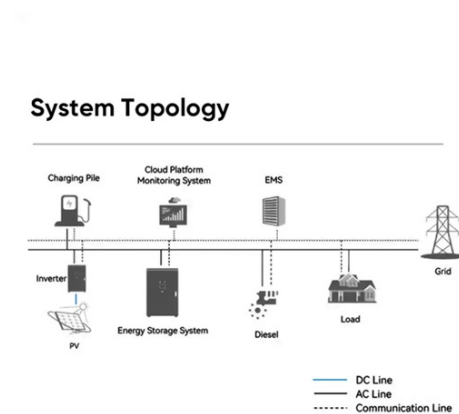 System Topology
Charging Pile
Cloud Platform
Monitoring System
EMS
Grid
Inverter
PV
Energy Storage System
Diesel
Load
DC Line
AC Line
Communication Line